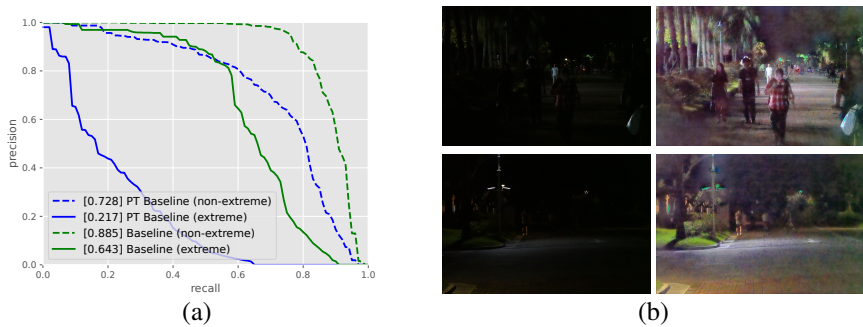 1.0
0.8
0.6
0.4
0.2
0.0
precision
[0.728] PT Baseline (non-extreme)
[0.217] PT Baseline (extreme)
[0.885] Baseline (non-extreme)
[0.643] Baseline (extreme)
0.0 0.2 0.4 0.6 0.8 1.0
recall
(a)
(b)